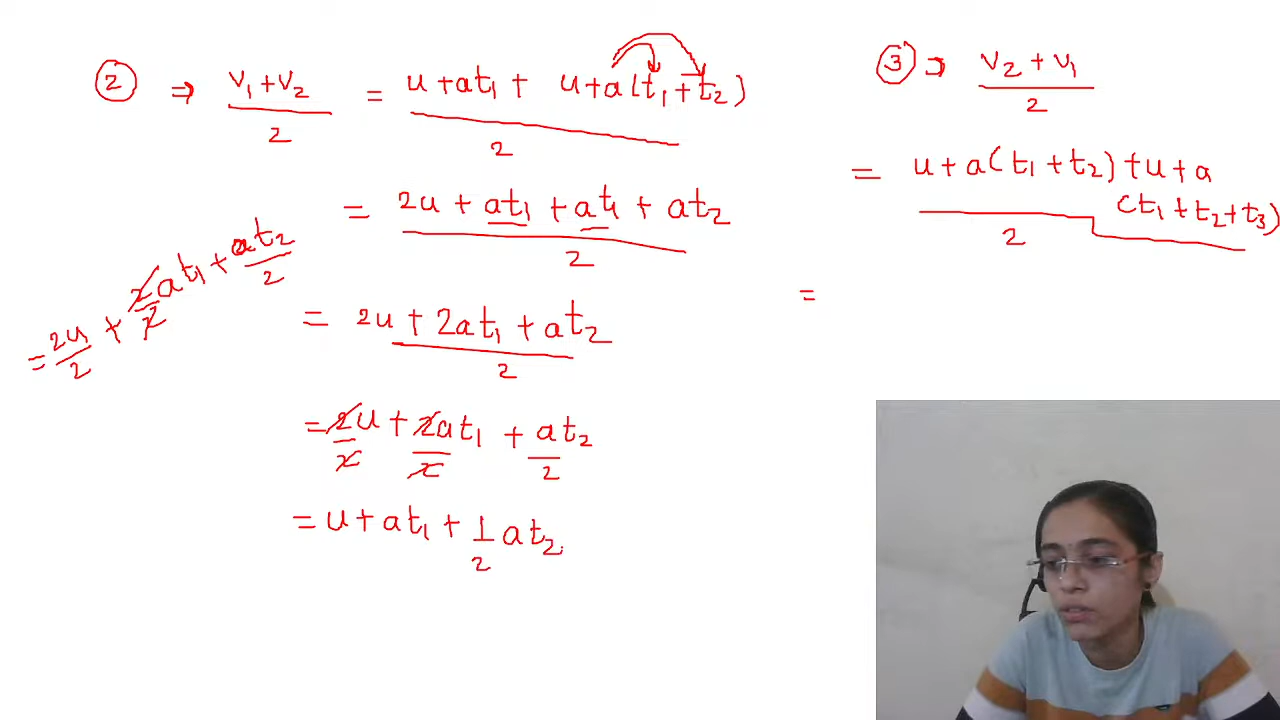 ② ⇒ v₁+v₂/2 = u+at₁+ u+a(t₁+t₂)/2
= 2u+at₁+at₁+at₂/2
= 2u+2at₁+at₂/2
= 2u/2+2at₁/2+at₂/2
= u+at₁+1/2at₂
= 2u/2+2/2at₁+at₂/2
③ ⇒ v₂+v₁/2
= u+a(t₁+t₂)+u+a
(t₁+t₂+t₃)/2
=